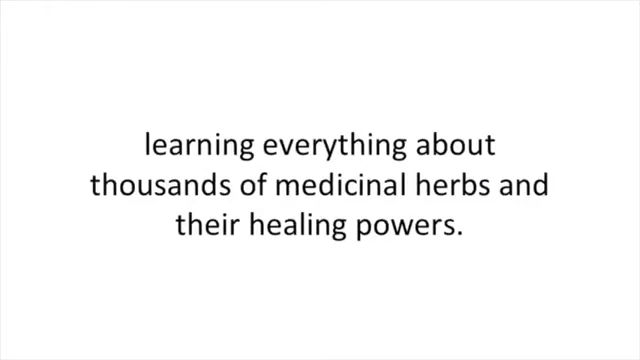 learning everything about
thousands of medicinal herbs and
their healing powers.